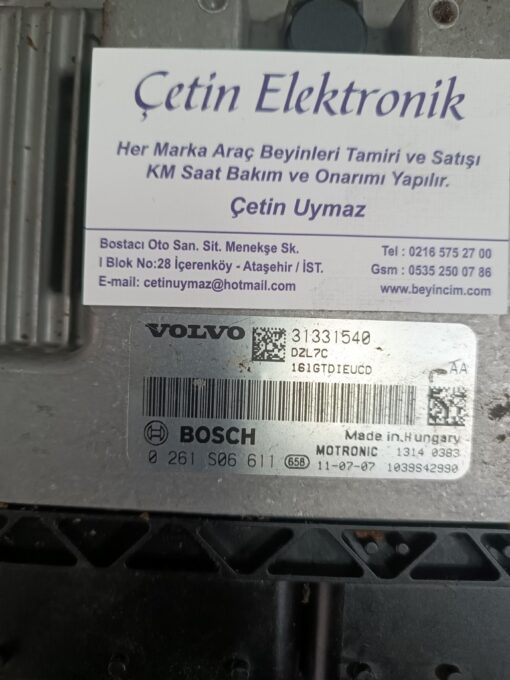 Çetin Elektronik
Her Marka Araç Beyinleri Tamiri ve Satışı
KM Saat Bakım ve Onarımı Yapılır.
Çetin Uymaz
Bostacı Oto San. Sit. Menekşe Sk.
I Blok No:28 İçerenköy - Ataşehir / İST.
E-mail: cetinuymaz@hotmail.com
Tel : 0216 575 27 00
Gsm : 0535 250 07 86
www.beyincim.com
VOLVO 31331540
DZL7C
161GTDIEUCD
AA
BOSCH
Made in Hungary
MOTRONIC 1314 0383
0 261 S06 611 658 11-07-07 1039S42990